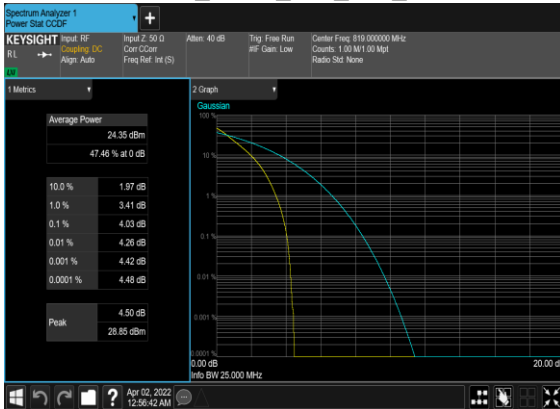 Spectrum Analyzer 1
Power Stat CCDF
+
KEYSIGHT
RL
Input: RF
Coupling: DC
Align: Auto
Input Z: 50 Ω
Corr CCorr
Freq Ref: Int (S)
Atten: 40 dB
Trig: Free Run
#IF Gain: Low
Center Freq: 819.000000 MHz
Counts: 1.00 M/1.00 Mpt
Radio Std: None
1 Metrics
Average Power
24.35 dBm
47.46 % at 0 dB
10.0 % 1.97 dB
1.0 % 3.41 dB
0.1 % 4.03 dB
0.01 % 4.26 dB
0.001 % 4.42 dB
0.0001 % 4.48 dB
Peak
4.50 dB
28.85 dBm
2 Graph
Gaussian
100 %
10 %
1 %
0.1 %
0.01 %
0.001 %
0.0001 %
0.00 dB
20.00 d
Info BW 25.000 MHz
?
Apr 02, 2022
12:56:42 AM